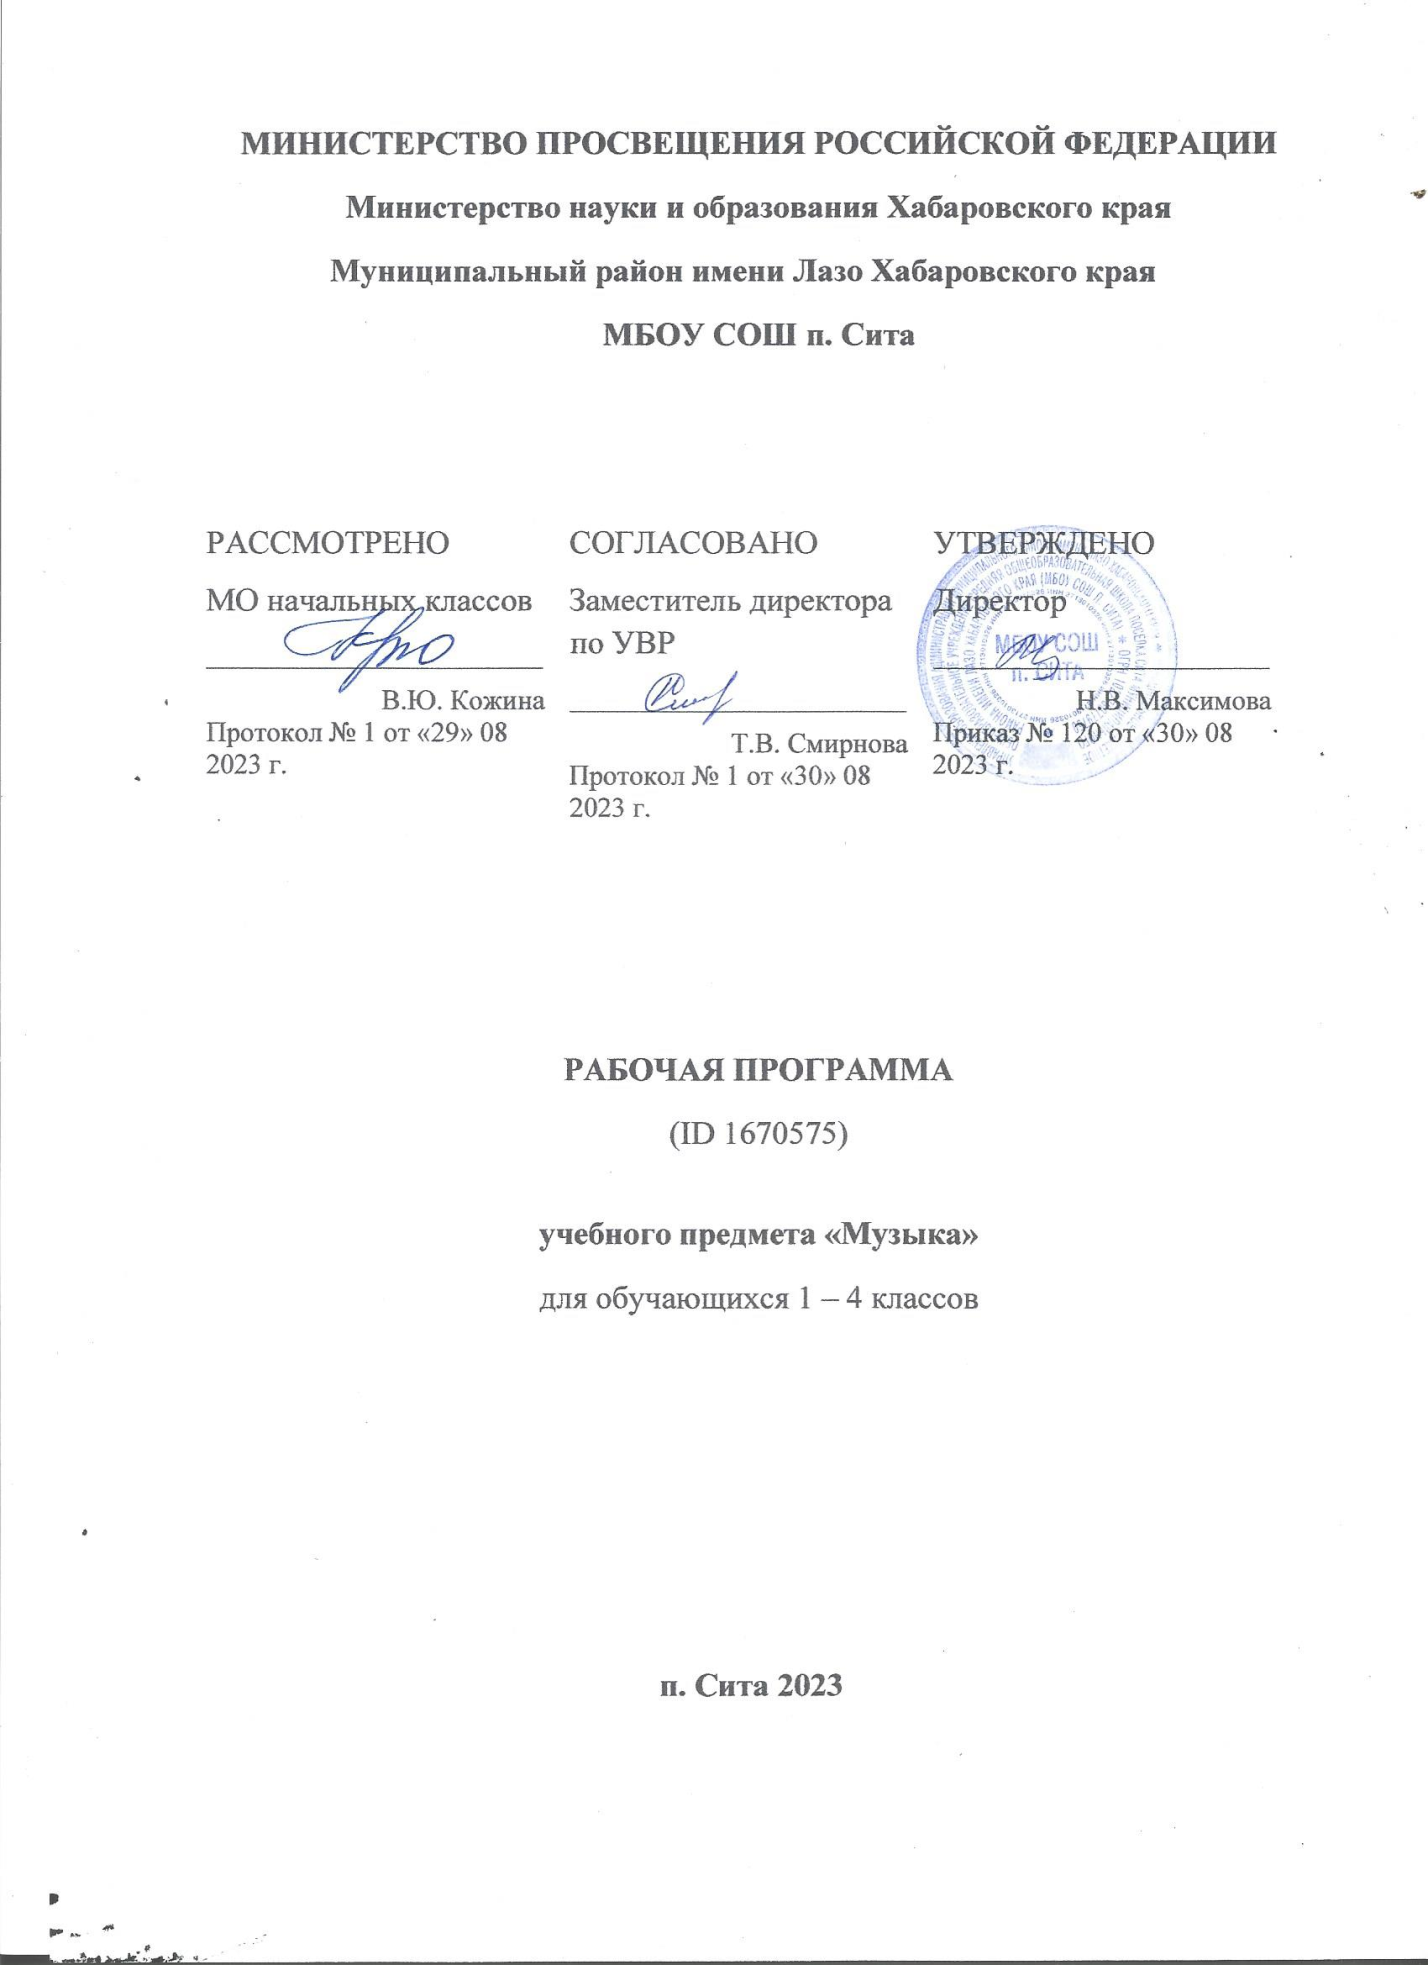 МИНИСТЕРСТВО ПРОСВЕЩЕНИЯ РОССИЙСКОЙ ФЕДЕРАЦИИ
Министерство науки и образования Хабаровского края
Муниципальный район имени Лазо Хабаровского края
МБОУ СОШ п. Сита
РАССМОТРЕНО
МО начальных классов
В.Ю. Кожина
Протокол № 1 от «29» 08
2023 г.
СОГЛАСОВАНО
Заместитель директора
по УВР
Т.В. Смирнова
Протокол № 1 от «30» 08
2023 г.
УТВЕРЖДЕНО
Директор
МБОУ СОШ
п. СИТА
Н.В. Максимова
Приказ № 120 от «30» 08
2023 г.
РАБОЧАЯ ПРОГРАММА
(ID 1670575)
учебного предмета «Музыка»
для обучающихся 1 – 4 классов
п. Сита 2023